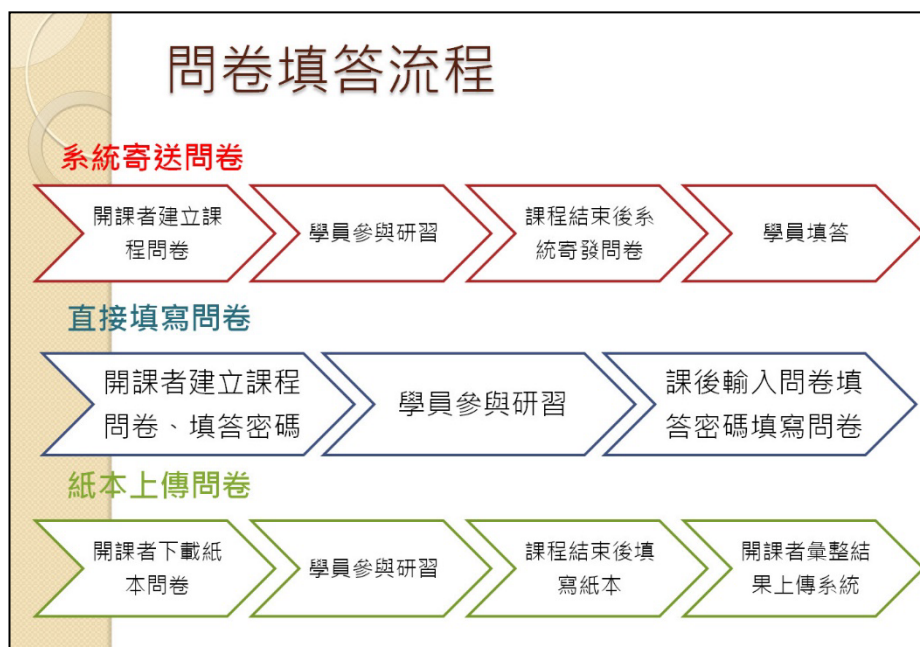 問卷填答流程
系統寄送問卷
開課者建立課
程問卷
學員參與研習
課程結束後系
統寄發問卷
學員填答
直接填寫問卷
開課者建立課程
問卷、填答密碼
學員參與研習
課後輸入問卷填
答密碼填寫問卷
紙本上傳問卷
開課者下載紙
本問卷
學員參與研習
課程結束後填
寫紙本
開課者彙整結
果上傳系統